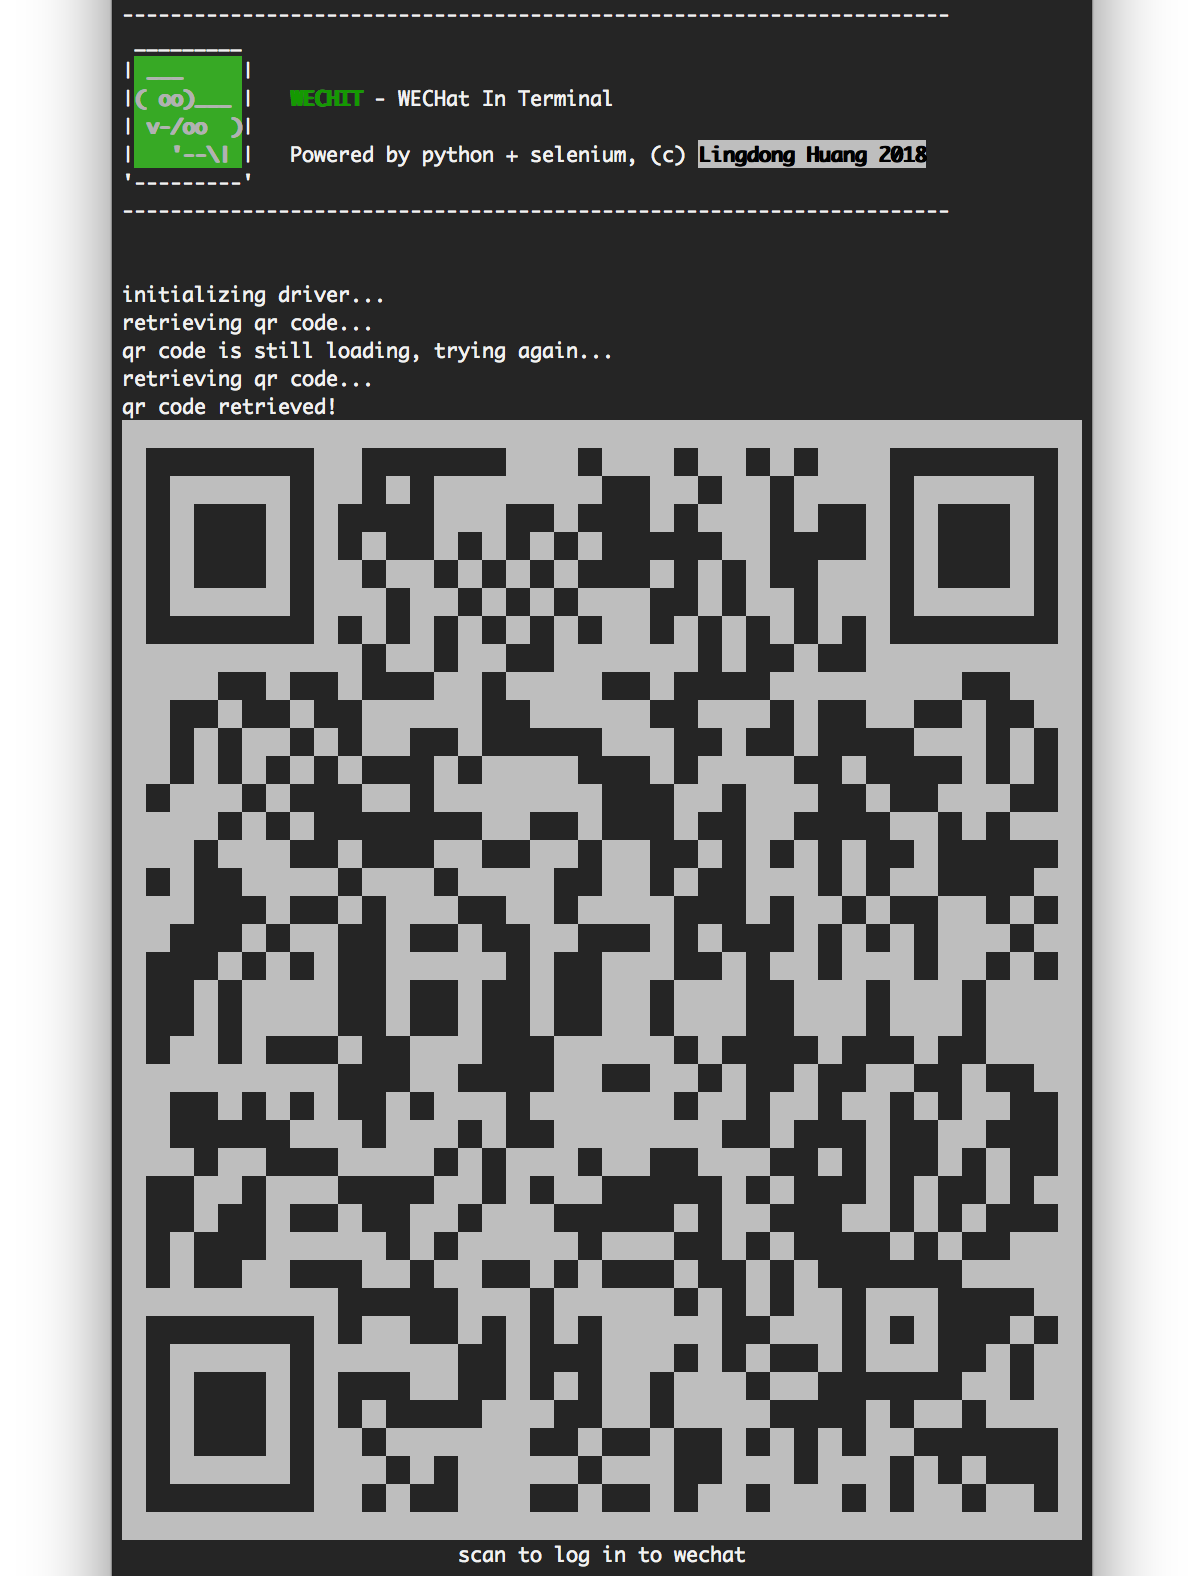 WECHIT - WECHat In Terminal
Powered by python + selenium, (c) Lingdong Huang 2018
initializing driver...
retrieving qr code...
qr code is still loading, trying again...
retrieving qr code...
qr code retrieved!
scan to log in to wechat